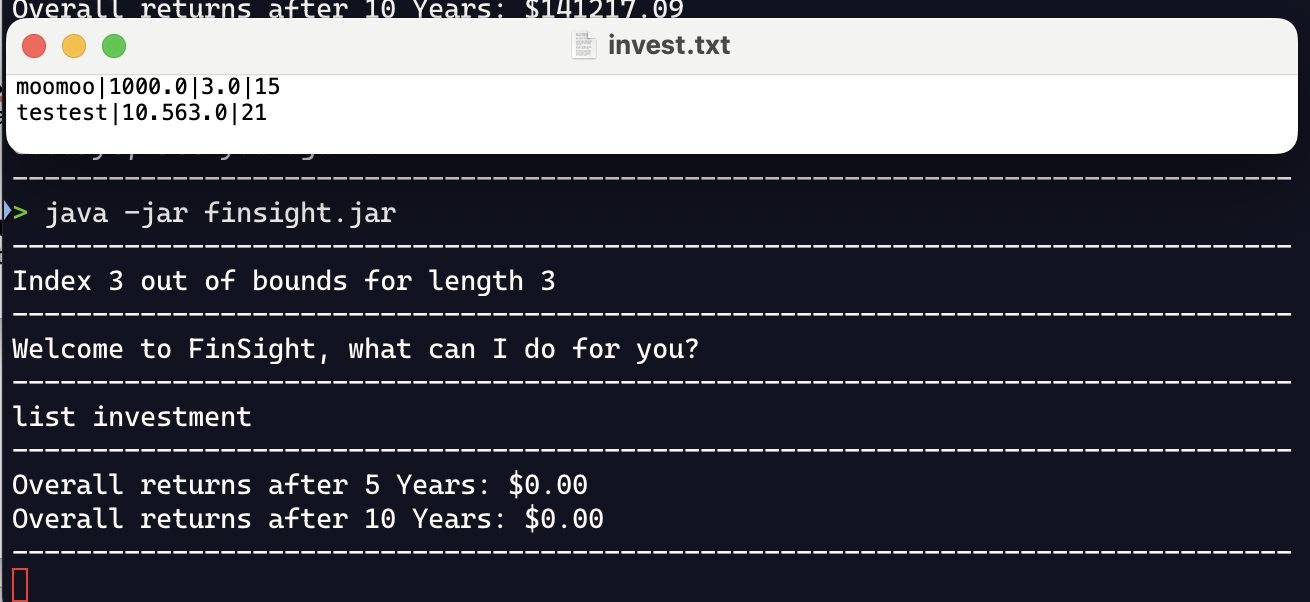 Overall returns after 10 Years: $141217.09
invest.txt
moomoo|1000.0|3.0|15
testest|10.563.0|21
--------------------------------------------------------------------------------
> java -jar finsight.jar
--------------------------------------------------------------------------------
Index 3 out of bounds for length 3
--------------------------------------------------------------------------------
Welcome to FinSight, what can I do for you?
--------------------------------------------------------------------------------
list investment
--------------------------------------------------------------------------------
Overall returns after 5 Years: $0.00
Overall returns after 10 Years: $0.00
--------------------------------------------------------------------------------